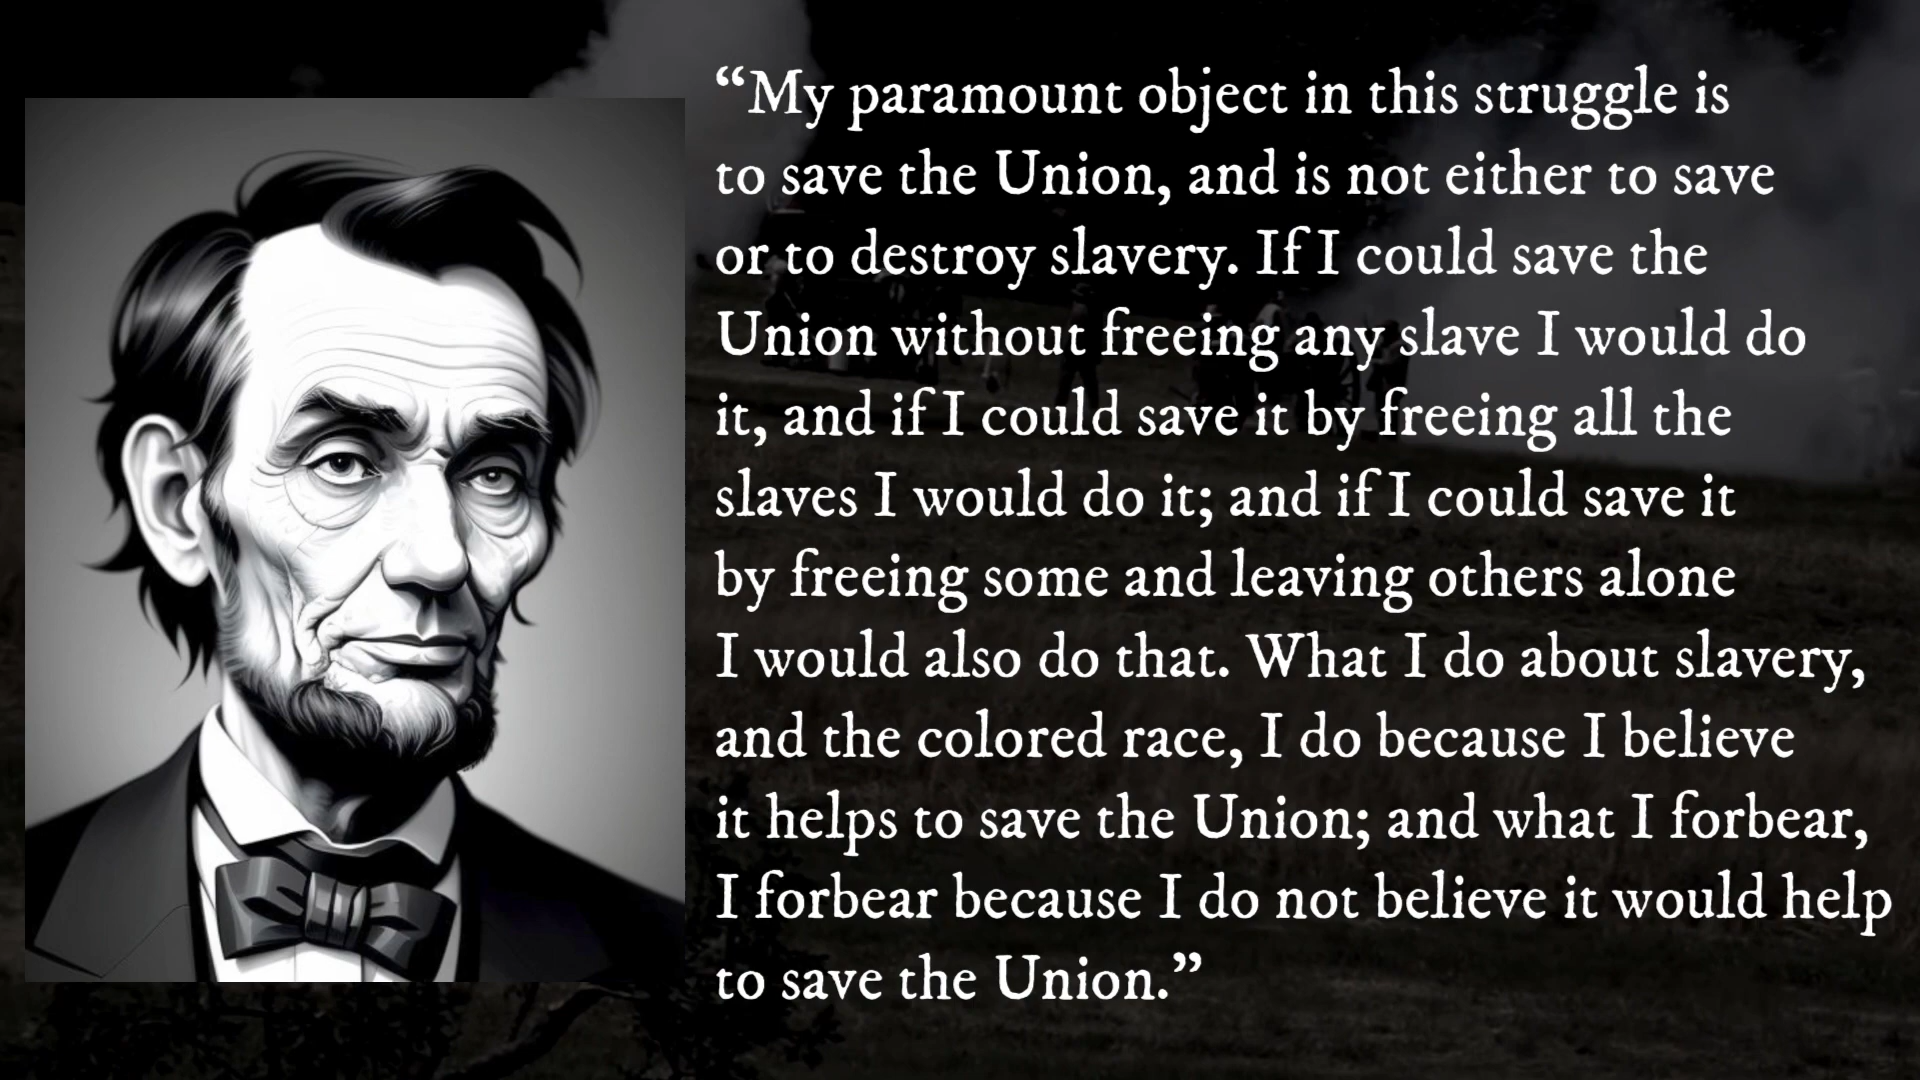 “My paramount object in this struggle is
to save the Union, and is not either to save
or to destroy slavery. If I could save the
Union without freeing any slave I would do
it, and if I could save it by freeing all the
slaves I would do it; and if I could save it
by freeing some and leaving others alone
I would also do that. What I do about slavery,
and the colored race, I do because I believe
it helps to save the Union; and what I forbear,
I forbear because I do not believe it would help
to save the Union.”